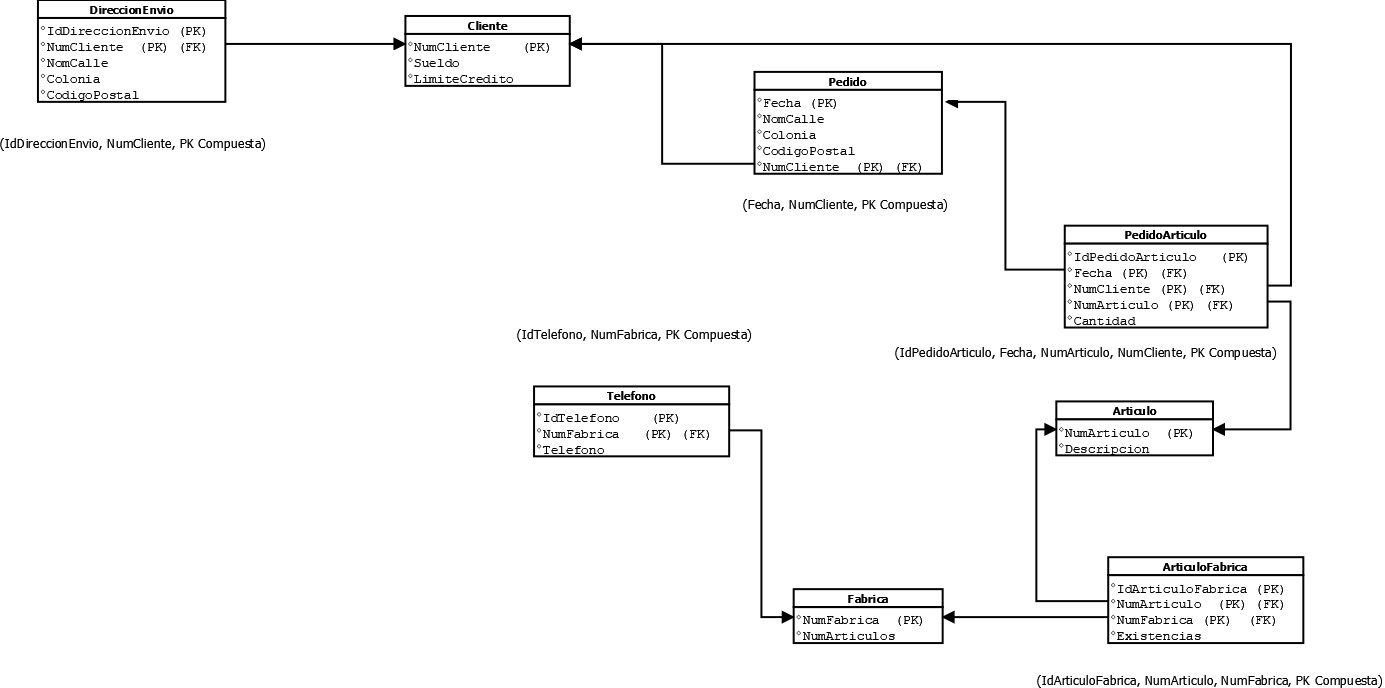 DireccionEnvio
IdDireccionEnvio (PK)
NumCliente (PK) (FK)
NomCalle
Colonia
CodigoPostal
(IdDireccionEnvio, NumCliente, PK Compuesta)
Cliente
NumCliente (PK)
Sueldo
LimiteCredito
Pedido
Fecha (PK)
NomCalle
Colonia
CodigoPostal
NumCliente (PK) (FK)
(Fecha, NumCliente, PK Compuesta)
PedidoArticulo
IdPedidoArticulo (PK)
Fecha (PK) (FK)
NumCliente (PK) (FK)
NumArticulo (PK) (FK)
Cantidad
(IdPedidoArticulo, Fecha, NumArticulo, NumCliente, PK Compuesta)
(IdTelefono, NumFabrica, PK Compuesta)
Telefono
IdTelefono (PK)
NumFabrica (PK) (FK)
Telefono
Articulo
NumArticulo (PK)
Descripcion
Fabrica
NumFabrica (PK)
NumArticulos
ArticuloFabrica
IdArticuloFabrica (PK)
NumArticulo (PK) (FK)
NumFabrica (PK) (FK)
Existencias
(IdArticuloFabrica, NumArticulo, NumFabrica, PK Compuesta)